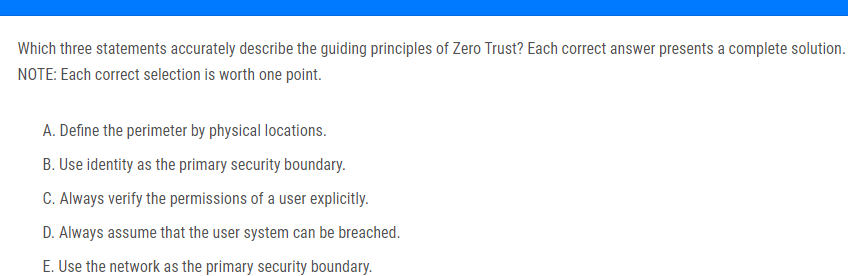 Which three statements accurately describe the guiding principles of Zero Trust? Each correct answer presents a complete solution.
NOTE: Each correct selection is worth one point.
A. Define the perimeter by physical locations.
B. Use identity as the primary security boundary.
C. Always verify the permissions of a user explicitly.
D. Always assume that the user system can be breached.
E. Use the network as the primary security boundary.